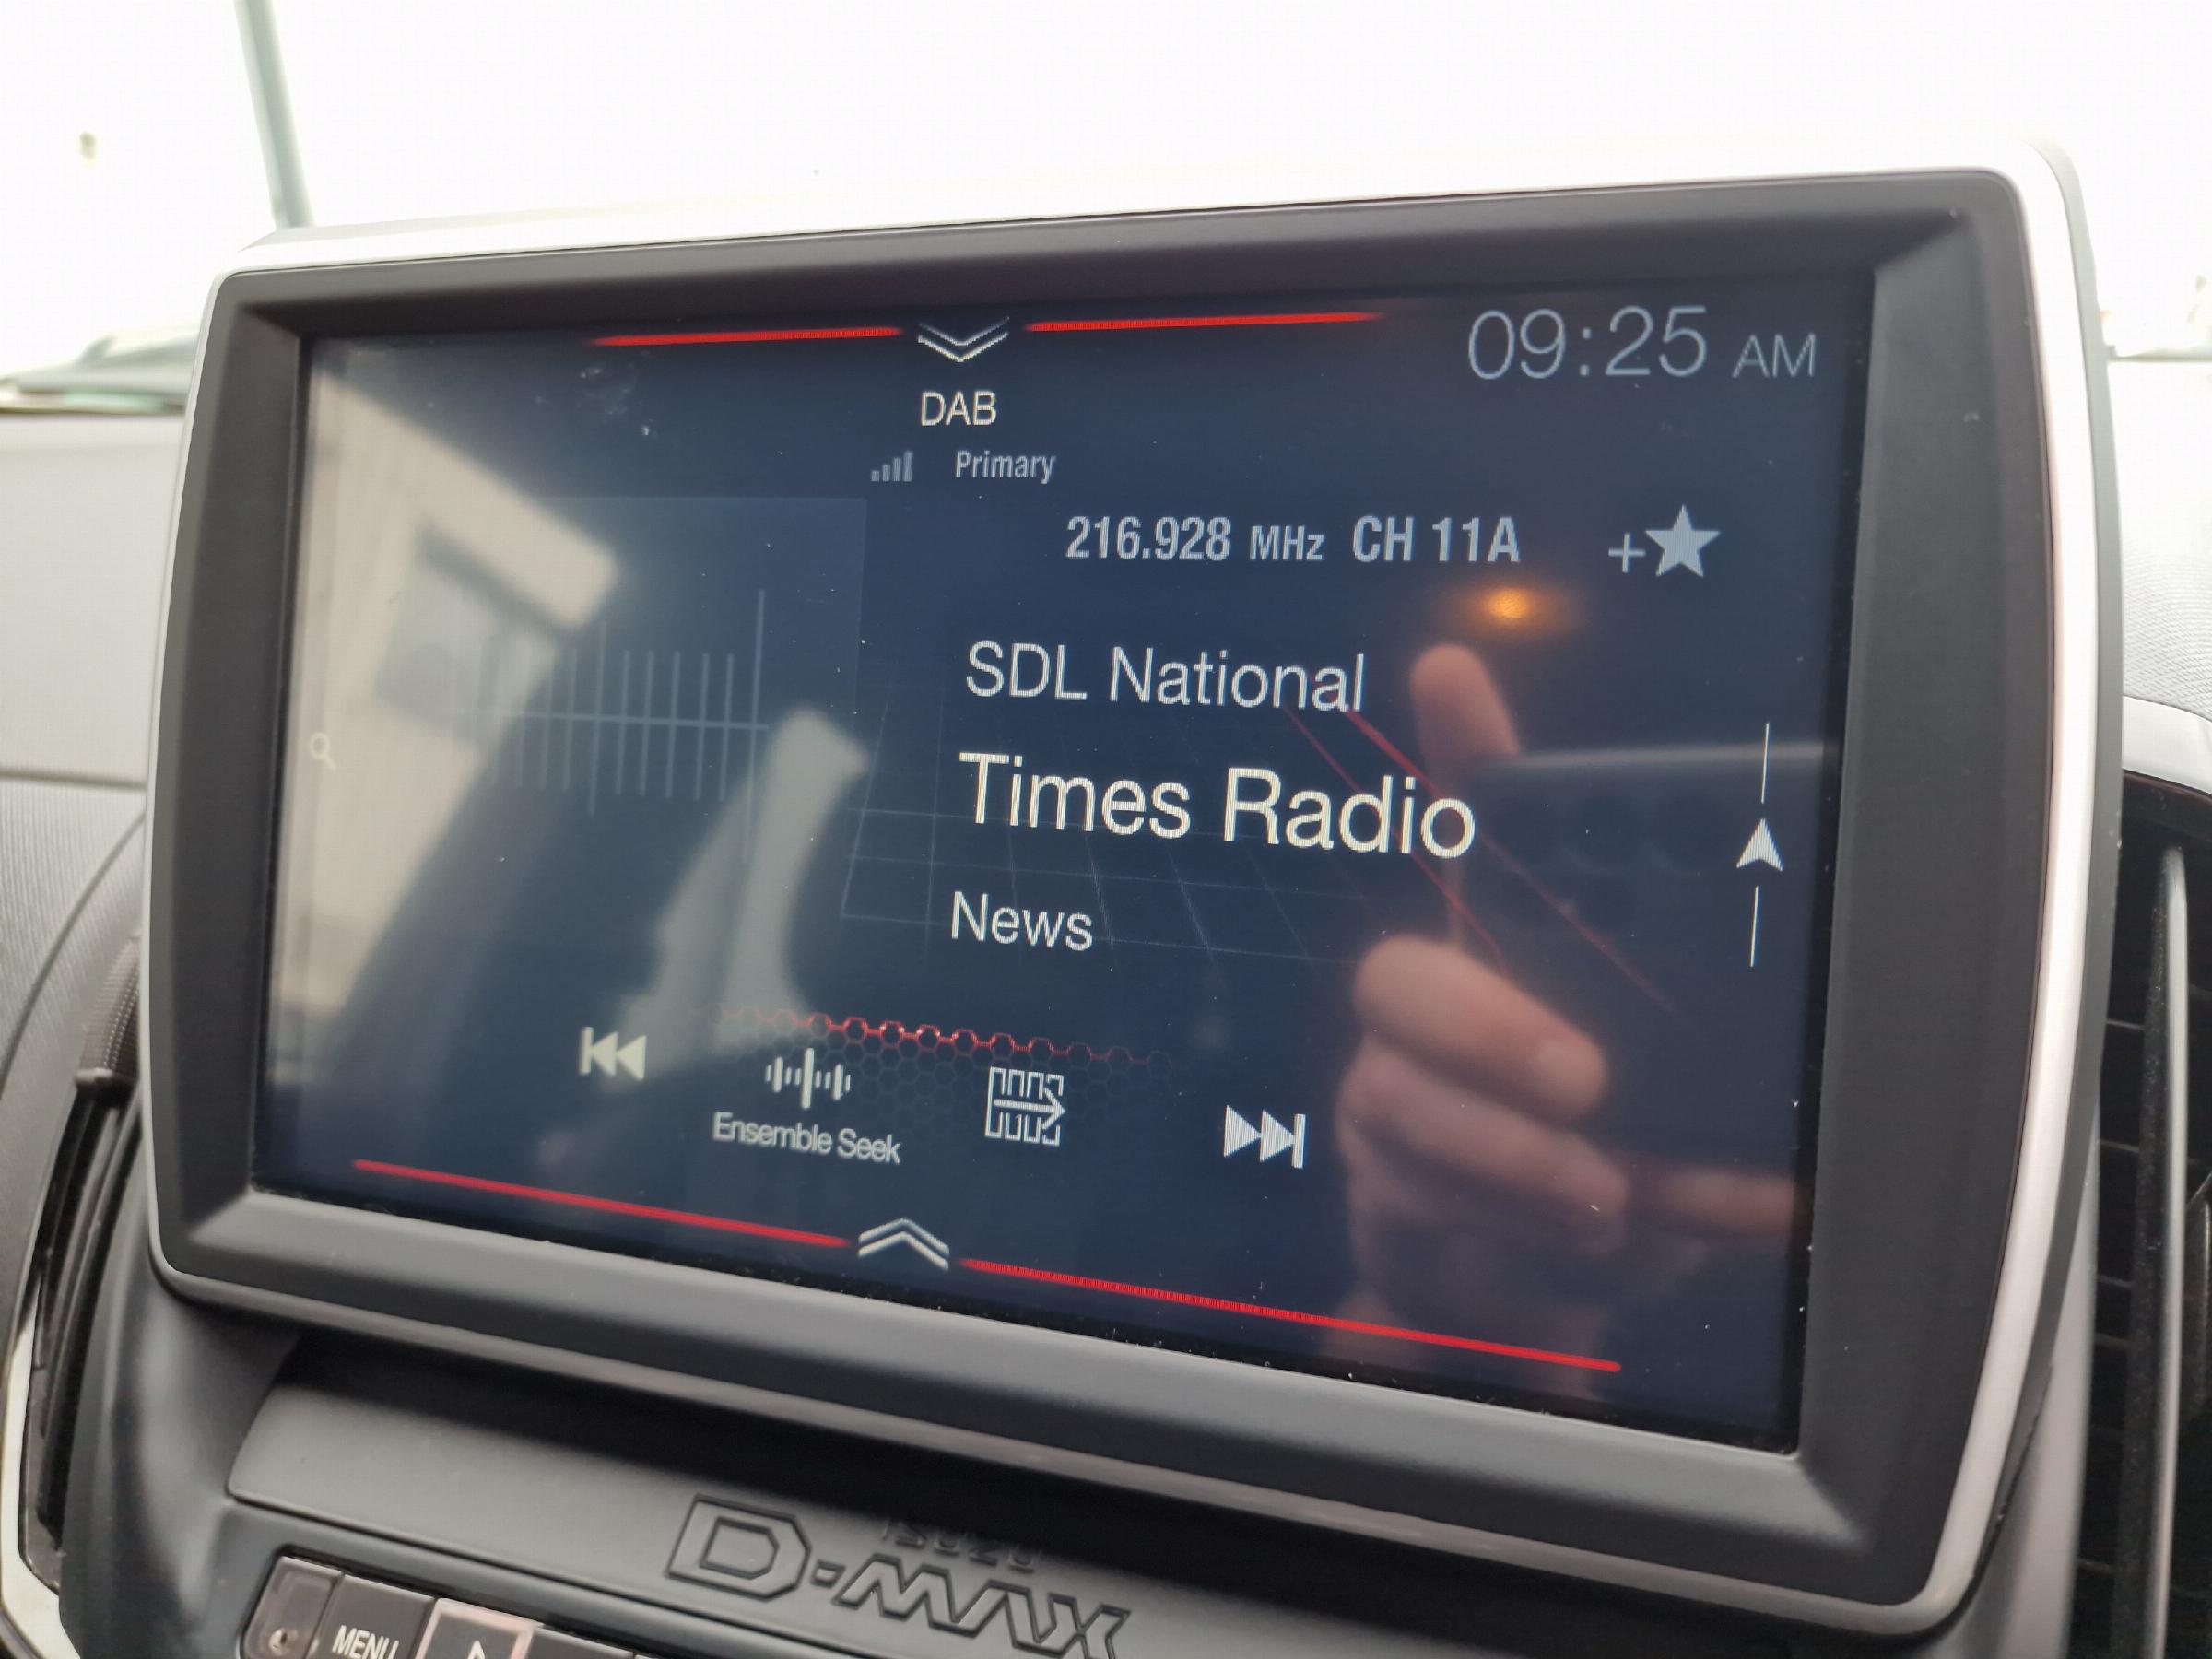 09:25 AM
DAB
Primary
216.928 MHz CH 11A
SDL National
Times Radio
News
Ensemble Seek
ISUZU
D-MAX
MENU